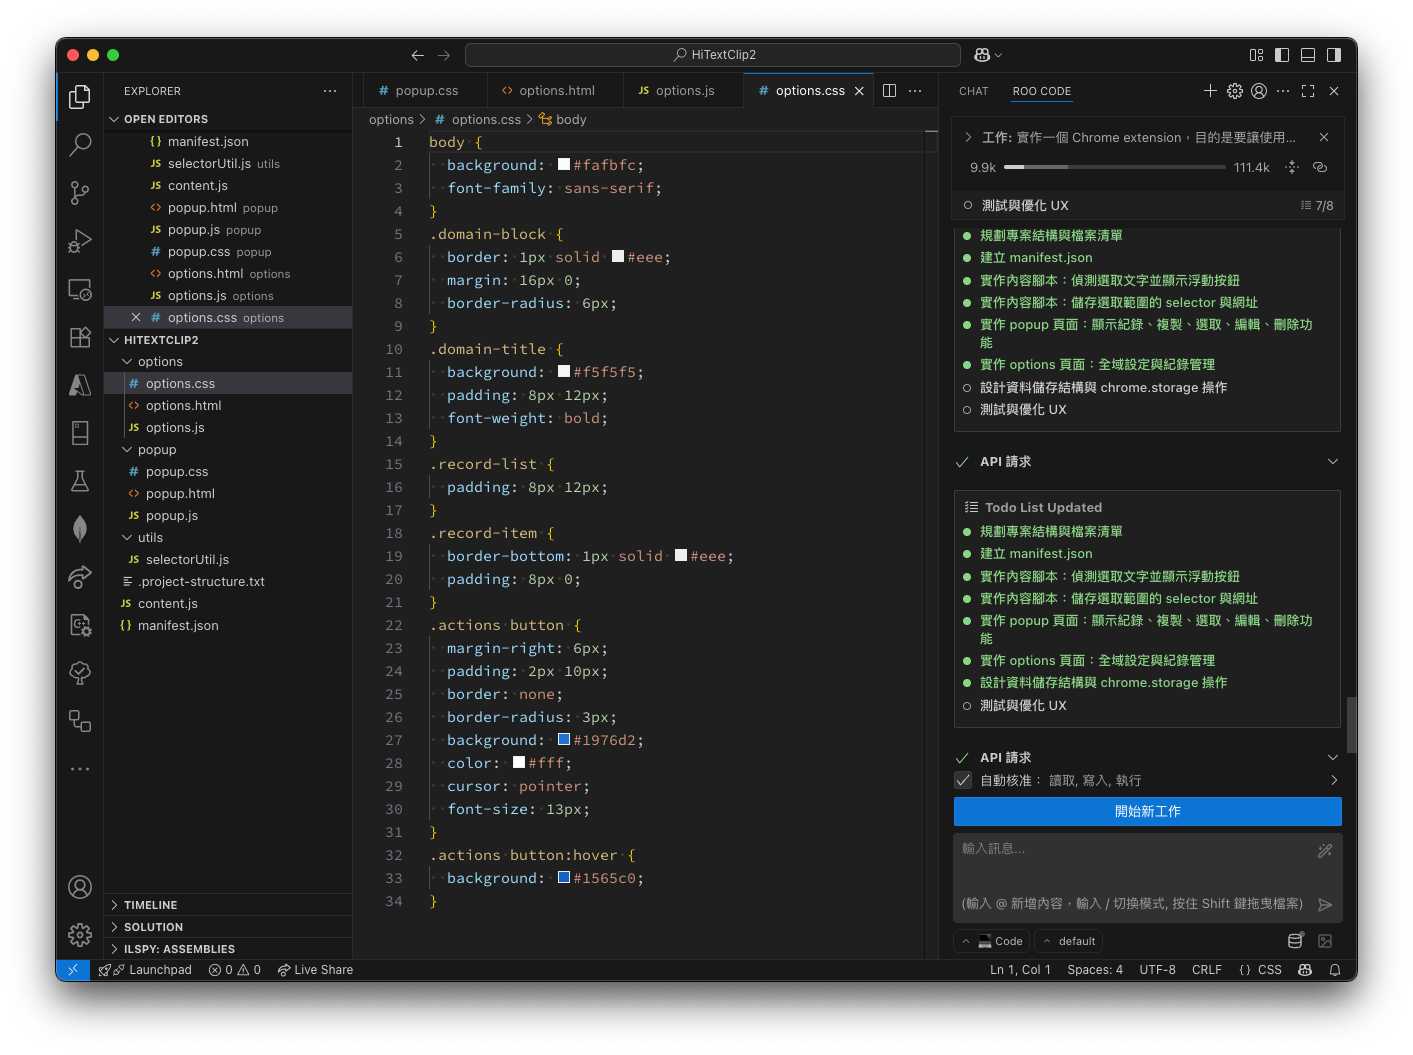 HiTextClip2
EXPLORER
OPEN EDITORS
manifest.json
selectorUtil.js utils
content.js
popup.html popup
popup.js popup
popup.css popup
options.html options
options.js options
options.css options
HITEXTCLIP2
options
options.css
options.html
options.js
popup
popup.css
popup.html
popup.js
utils
selectorUtil.js
.project-structure.txt
content.js
manifest.json
TIMELINE
SOLUTION
ILSPY: ASSEMBLIES
popup.css
options.html
options.js
options.css
options > options.css > body
1 body {
2 background: #fafbfc;
3 font-family: sans-serif;
4 }
5 .domain-block {
6 border: 1px solid #eee;
7 margin: 16px 0;
8 border-radius: 6px;
9 }
10 .domain-title {
11 background: #f5f5f5;
12 padding: 8px 12px;
13 font-weight: bold;
14 }
15 .record-list {
16 padding: 8px 12px;
17 }
18 .record-item {
19 border-bottom: 1px solid #eee;
20 padding: 8px 0;
21 }
22 .actions button {
23 margin-right: 6px;
24 padding: 2px 10px;
25 border: none;
26 border-radius: 3px;
27 background: #1976d2;
28 color: #fff;
29 cursor: pointer;
30 font-size: 13px;
31 }
32 .actions button:hover {
33 background: #1565c0;
34 }
CHAT ROO CODE
工作: 實作一個 Chrome extension，目的是要讓使用...
9.9k 111.4k
測試與優化 UX 7/8
規劃專案結構與檔案清單
建立 manifest.json
實作內容腳本：偵測選取文字並顯示浮動按鈕
實作內容腳本：儲存選取範圍的 selector 與網址
實作 popup 頁面：顯示紀錄、複製、選取、編輯、刪除功
能
實作 options 頁面：全域設定與紀錄管理
設計資料儲存結構與 chrome.storage 操作
測試與優化 UX
API 請求
Todo List Updated
規劃專案結構與檔案清單
建立 manifest.json
實作內容腳本：偵測選取文字並顯示浮動按鈕
實作內容腳本：儲存選取範圍的 selector 與網址
實作 popup 頁面：顯示紀錄、複製、選取、編輯、刪除功
能
實作 options 頁面：全域設定與紀錄管理
設計資料儲存結構與 chrome.storage 操作
測試與優化 UX
API 請求
自動核准： 讀取, 寫入, 執行
開始新工作
輸入訊息...
(輸入 @ 新增內容，輸入 / 切換模式, 按住 Shift 鍵拖曳檔案)
Code default
Launchpad 0 0 Live Share
Ln 1, Col 1 Spaces: 4 UTF-8 CRLF {} CSS